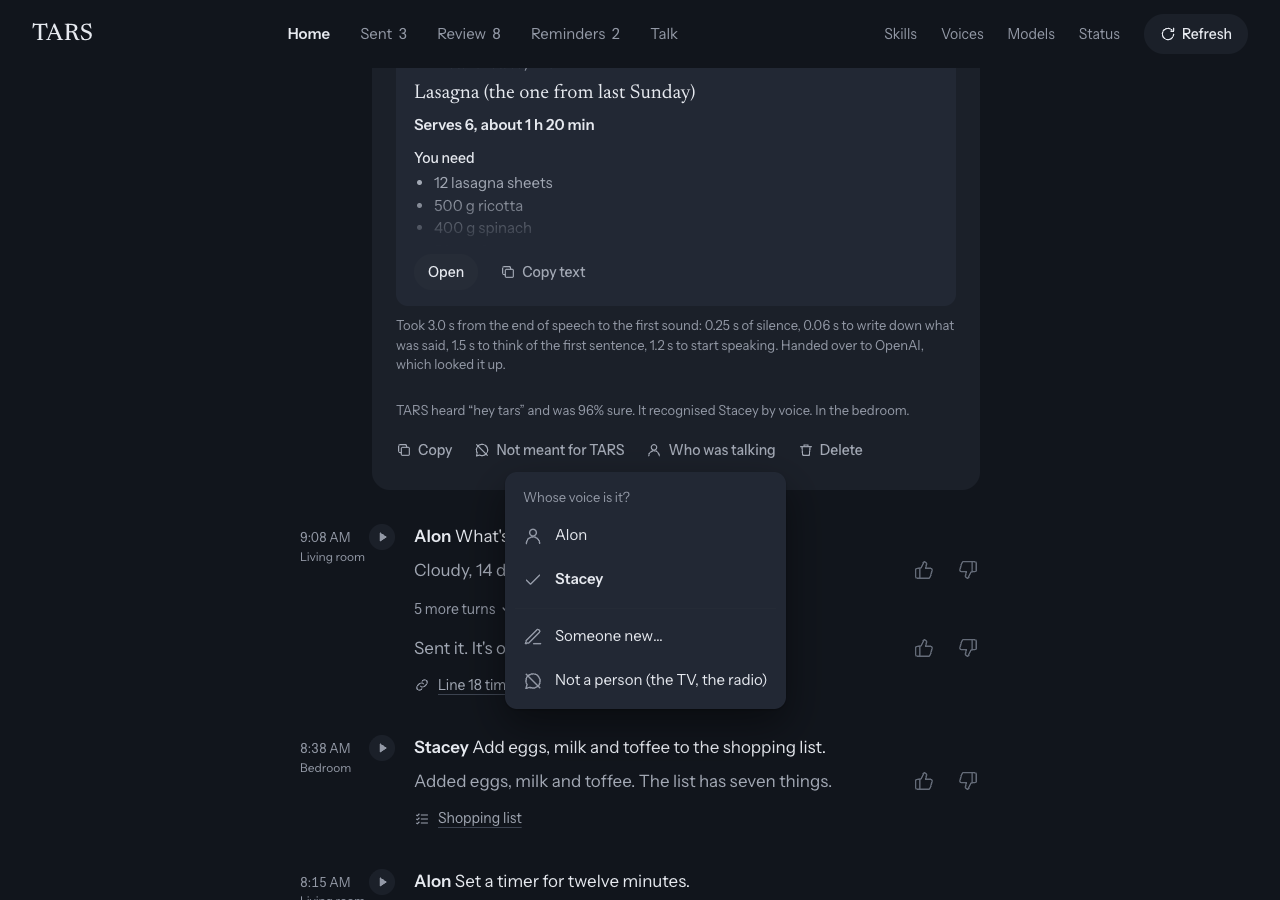 TARS
Home
Sent 3
Review 8
Reminders 2
Talk
Skills
Voices
Models
Status
Refresh
Lasagna (the one from last Sunday)
Serves 6, about 1 h 20 min
You need
12 lasagna sheets
500 g ricotta
400 g spinach
Open
Copy text
Took 3.0 s from the end of speech to the first sound: 0.25 s of silence, 0.06 s to write down what
was said, 1.5 s to think of the first sentence, 1.2 s to start speaking. Handed over to OpenAI,
which looked it up.
TARS heard “hey tars” and was 96% sure. It recognised Stacey by voice. In the bedroom.
Copy
Not meant for TARS
Who was talking
Delete
Whose voice is it?
Alon
Stacey
Someone new…
Not a person (the TV, the radio)
9:08 AM
Living room
Alon What's
Cloudy, 14 d
5 more turns
Sent it. It's o
Line 18 tim
8:38 AM
Bedroom
Stacey Add eggs, milk and toffee to the shopping list.
Added eggs, milk and toffee. The list has seven things.
Shopping list
8:15 AM
Alon Set a timer for twelve minutes.